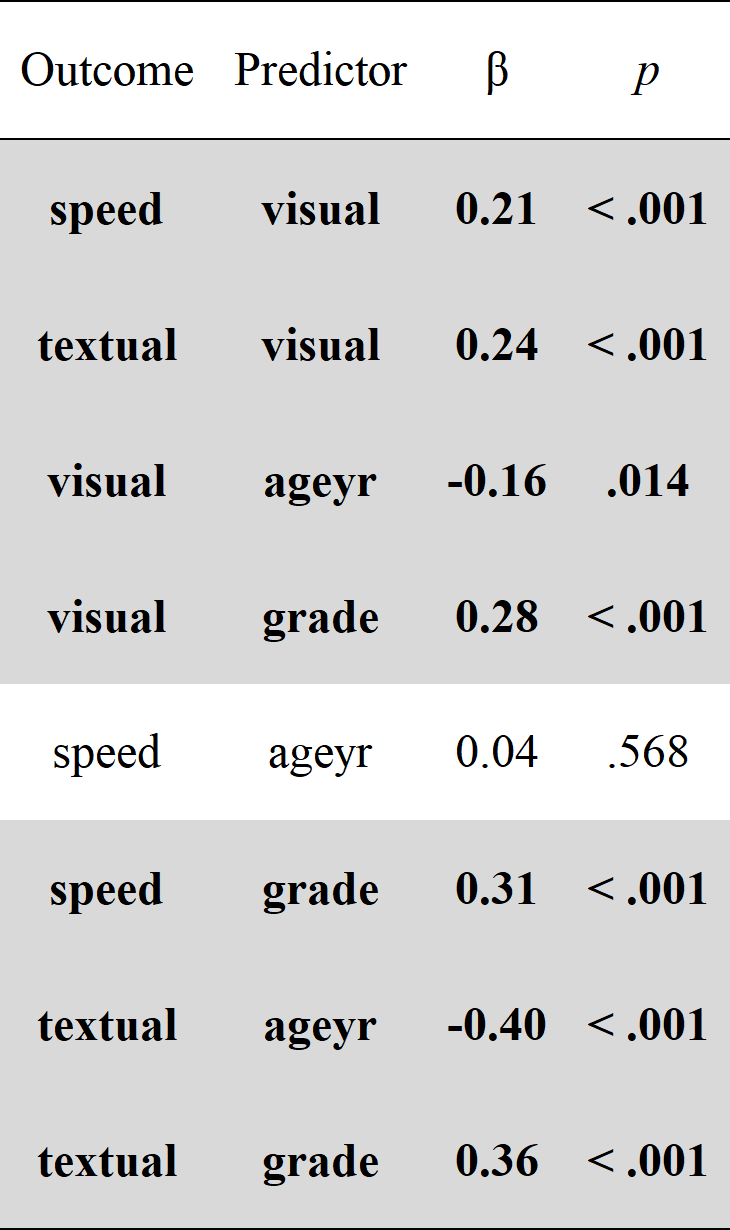 Outcome Predictor β p
speed visual 0.21 < .001
textual visual 0.24 < .001
visual ageyr -0.16 .014
visual grade 0.28 < .001
speed ageyr 0.04 .568
speed grade 0.31 < .001
textual ageyr -0.40 < .001
textual grade 0.36 < .001